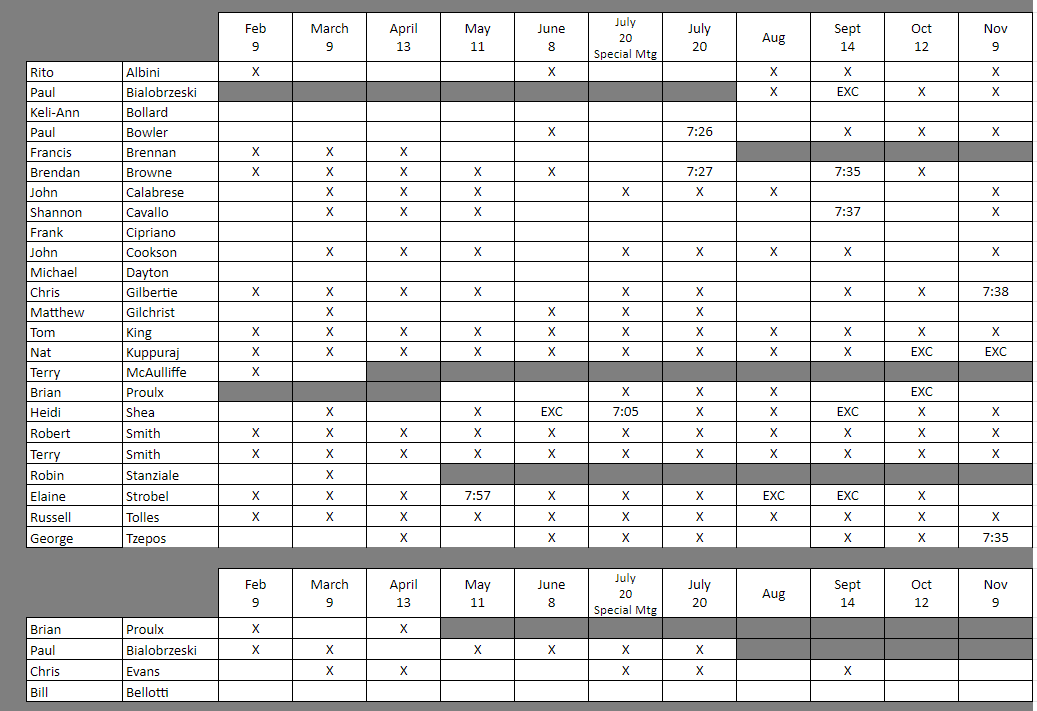 Feb March April May June July July Aug Sept Oct Nov
9 9 13 11 8 20 20 14 12 9
Special Mtg
Rito Albini X X X X X
Paul Bialobrzeski X EXC X X
Keli-Ann Bollard
Paul Bowler X 7:26 X X X
Francis Brennan X X X
Brendan Browne X X X X X 7:27 7:35 X
John Calabrese X X X X X X X
Shannon Cavallo X X X 7:37 X
Frank Cipriano
John Cookson X X X X X X X X
Michael Dayton
Chris Gilbertie X X X X X X X X 7:38
Matthew Gilchrist X X X X
Tom King X X X X X X X X X X X
Nat Kuppuraj X X X X X X X X X EXC EXC
Terry McAulliffe X
Brian Proulx X X X EXC
Heidi Shea X X EXC 7:05 X X EXC X X
Robert Smith X X X X X X X X X X X
Terry Smith X X X X X X X X X X X
Robin Stanziale X
Elaine Strobel X X X 7:57 X X X EXC EXC X
Russell Tolles X X X X X X X X X X X
George Tzepos X X X X X X 7:35
Feb March April May June July July Aug Sept Oct Nov
9 9 13 11 8 20 20 14 12 9
Special Mtg
Brian Proulx X X
Paul Bialobrzeski X X X X X X
Chris Evans X X X X X
Bill Bellotti